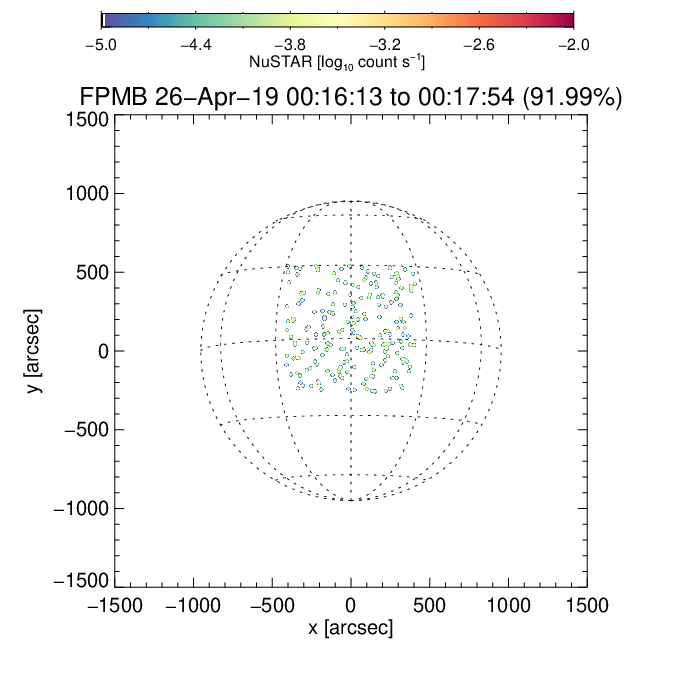 −5.0 −4.4 −3.8 −3.2 −2.6 −2.0
NuSTAR [log₁₀ count s⁻¹]
FPMB 26−Apr−19 00:16:13 to 00:17:54 (91.99%)
1500
1000
500
0
−500
−1000
−1500
y [arcsec]
−1500 −1000 −500 0 500 1000 1500
x [arcsec]